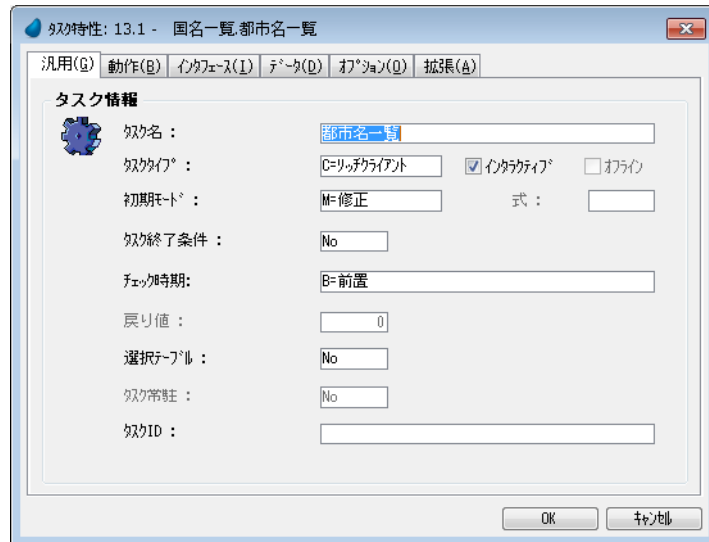 ﾀｽｸ特性: 13.1 -　国名一覧.都市名一覧
汎用(G) 動作(B) ｲﾝﾀﾌｪｰｽ(I) ﾃﾞｰﾀ(D) ｵﾌﾟｼｮﾝ(O) 拡張(A)
タスク情報
ﾀｽｸ名： 都市名一覧
ﾀｽｸﾀｲﾌﾟ： C=ﾘｯﾁｸﾗｲｱﾝﾄ ｲﾝﾀﾗｸﾃｨﾌﾞ ｵﾌﾗｲﾝ
初期ﾓｰﾄﾞ： M=修正 式：
ﾀｽｸ終了条件： No
ﾁｪｯｸ時期: B=前置
戻り値： 0
選択ﾃｰﾌﾞﾙ： No
ﾀｽｸ常駐： No
ﾀｽｸID：
OK ｷｬﾝｾﾙ